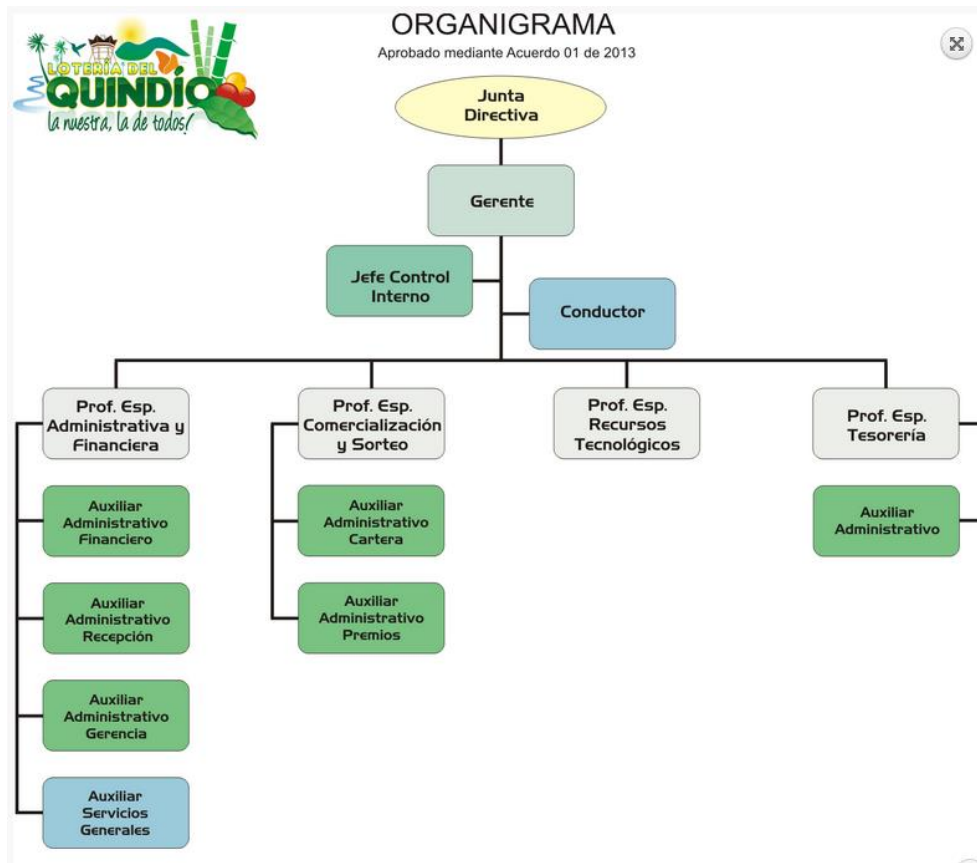 ORGANIGRAMA
Aprobado mediante Acuerdo 01 de 2013
LOTERÍA DEL
QUINDÍO
la nuestra, la de todos!
Junta
Directiva
Gerente
Jefe Control
Interno
Conductor
Prof. Esp.
Administrativa y
Financiera
Prof. Esp.
Comercialización
y Sorteo
Prof. Esp.
Recursos
Tecnológicos
Prof. Esp.
Tesorería
Auxiliar
Administrativo
Financiero
Auxiliar
Administrativo
Cartera
Auxiliar
Administrativo
Auxiliar
Administrativo
Recepción
Auxiliar
Administrativo
Premios
Auxiliar
Administrativo
Gerencia
Auxiliar
Servicios
Generales